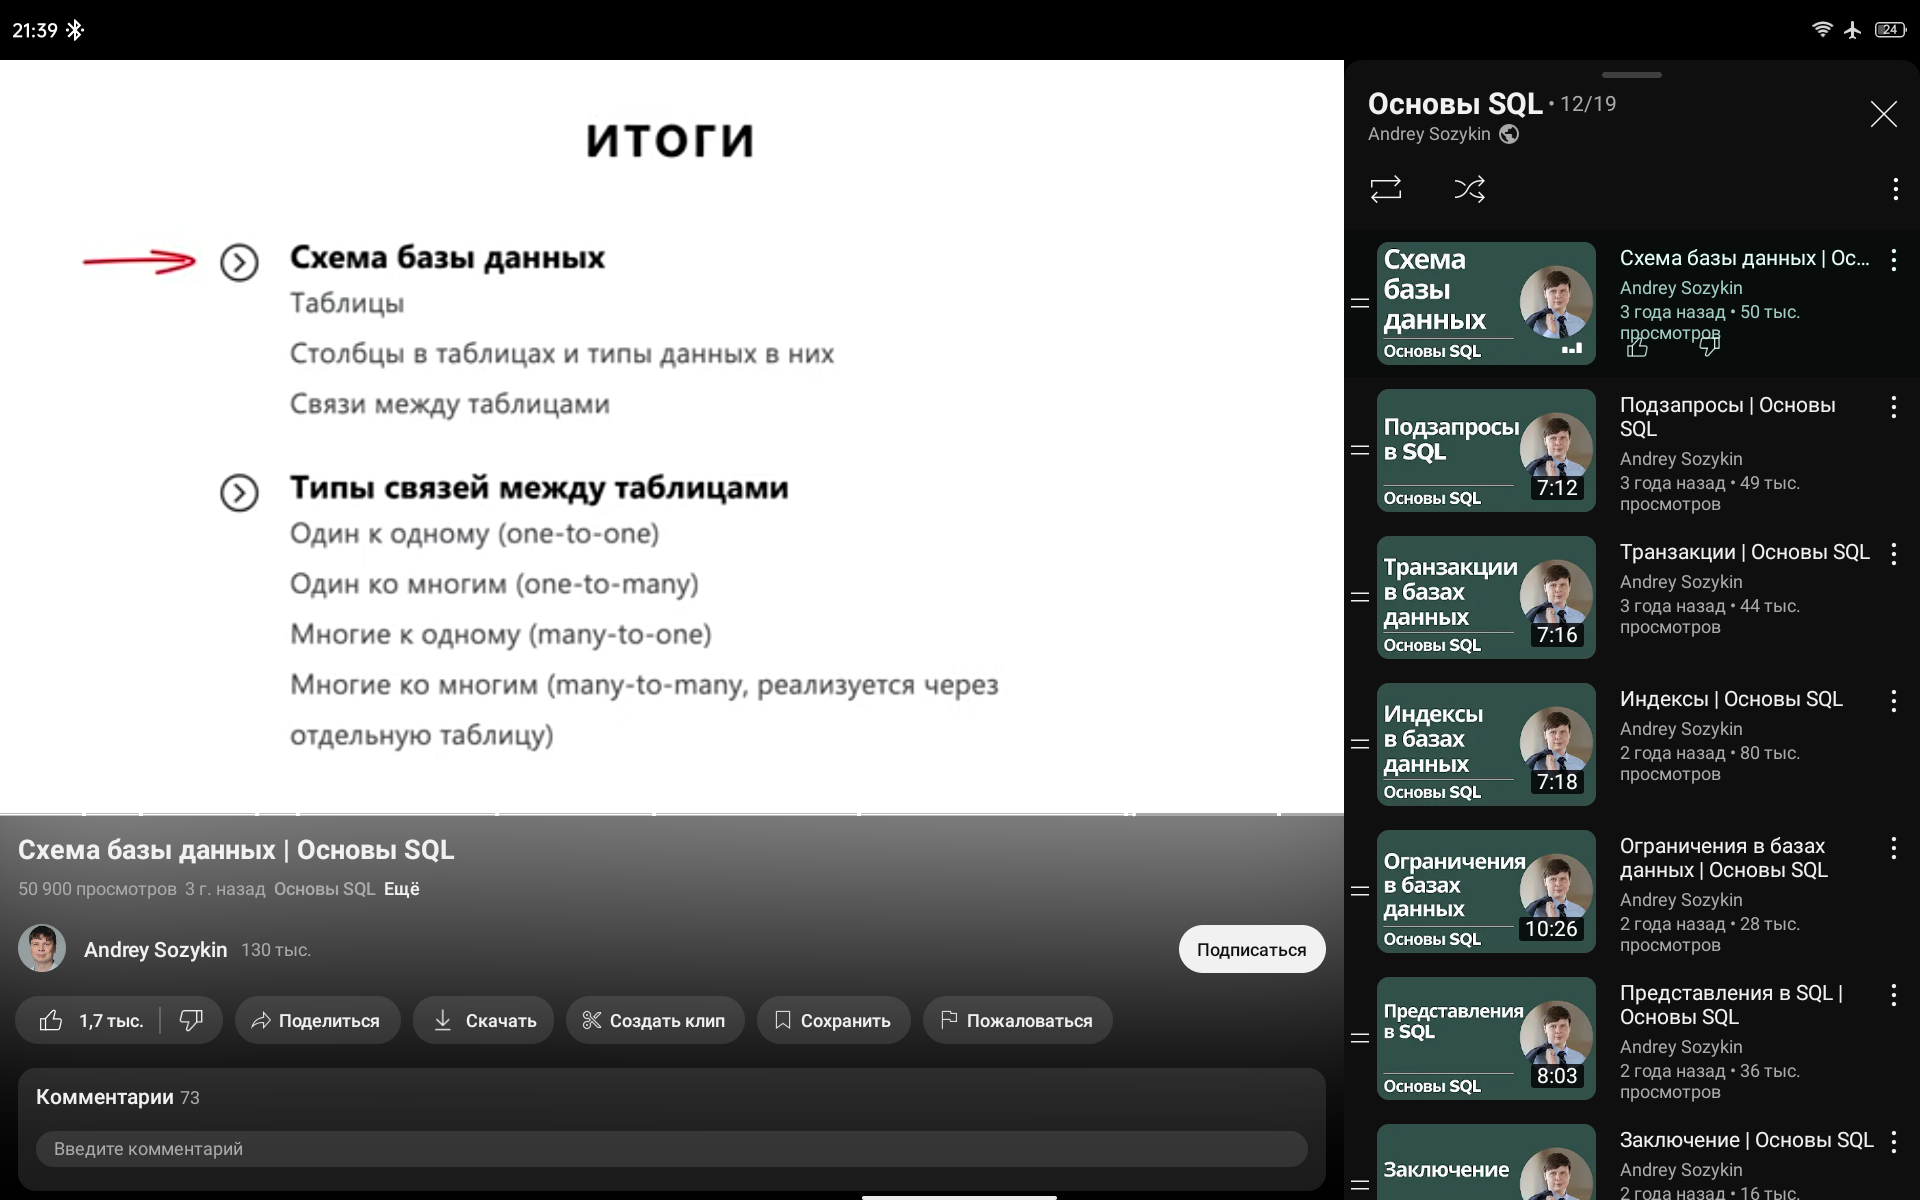 21:39
24
ИТОГИ
Схема базы данных
Таблицы
Столбцы в таблицах и типы данных в них
Связи между таблицами
Типы связей между таблицами
Один к одному (one-to-one)
Один ко многим (one-to-many)
Многие к одному (many-to-one)
Многие ко многим (many-to-many, реализуется через
отдельную таблицу)
Схема базы данных | Основы SQL
50 900 просмотров 3 г. назад Основы SQL Ещё
Andrey Sozykin 130 тыс.
Подписаться
1,7 тыс.
Поделиться
Скачать
Создать клип
Сохранить
Пожаловаться
Комментарии 73
Введите комментарий
Основы SQL • 12/19
Andrey Sozykin
Схема
базы
данных
Основы SQL
Схема базы данных | Ос...
Andrey Sozykin
3 года назад • 50 тыс.
просмотров
Подзапросы
в SQL
7:12
Основы SQL
Подзапросы | Основы
SQL
Andrey Sozykin
3 года назад • 49 тыс.
просмотров
Транзакции
в базах
данных
7:16
Основы SQL
Транзакции | Основы SQL
Andrey Sozykin
3 года назад • 44 тыс.
просмотров
Индексы
в базах
данных
7:18
Основы SQL
Индексы | Основы SQL
Andrey Sozykin
2 года назад • 80 тыс.
просмотров
Ограничения
в базах
данных
10:26
Основы SQL
Ограничения в базах
данных | Основы SQL
Andrey Sozykin
2 года назад • 28 тыс.
просмотров
Представления
в SQL
8:03
Основы SQL
Представления в SQL |
Основы SQL
Andrey Sozykin
2 года назад • 36 тыс.
просмотров
Заключение
Заключение | Основы SQL
Andrey Sozykin
2 года назад • 16 тыс.